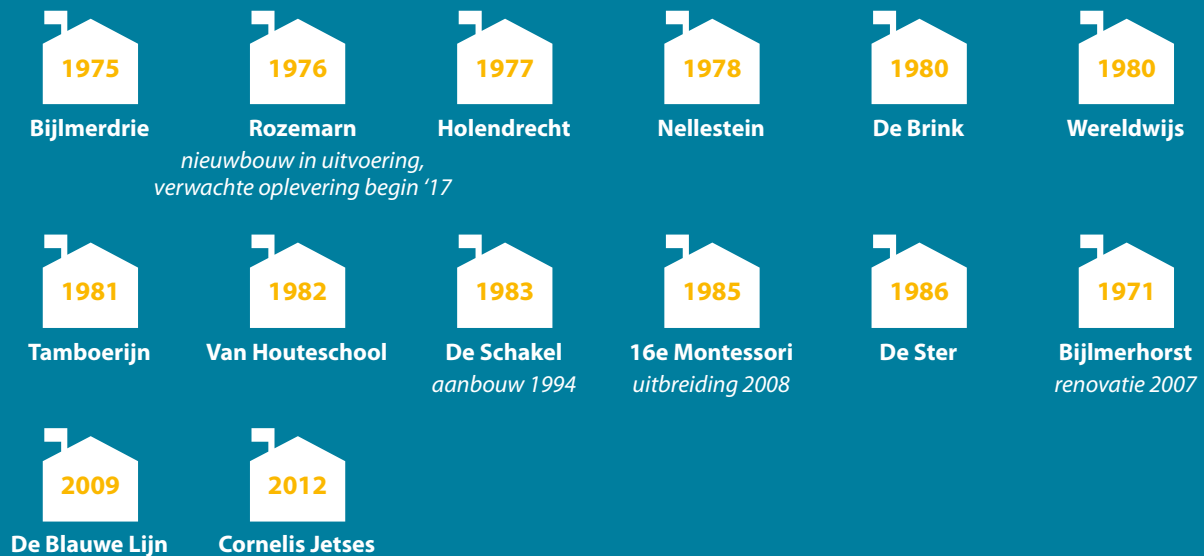 1975 1976 1977 1978 1980 1980
Bijlmerdrie Rozemarn Holendrecht Nellestein De Brink Wereldwijs
nieuwbouw in uitvoering,
verwachte oplevering begin ‘17
1981 1982 1983 1985 1986 1971
Tamboerijn Van Houteschool De Schakel 16e Montessori De Ster Bijlmerhorst
aanbouw 1994 uitbreiding 2008 renovatie 2007
2009 2012
De Blauwe Lijn Cornelis Jetses